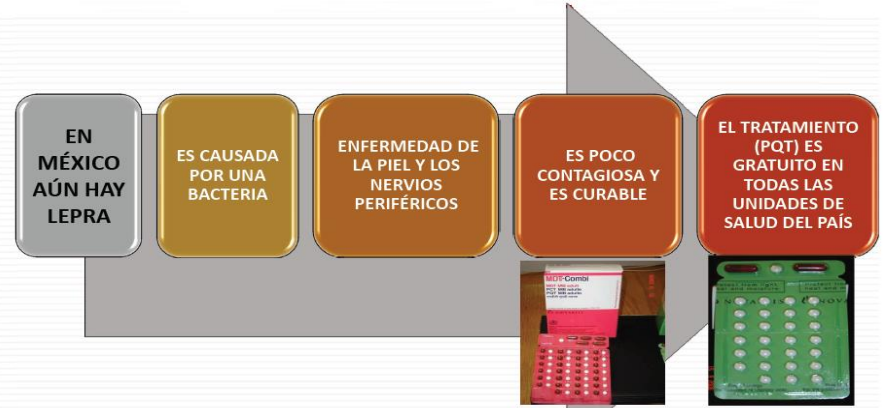 EN
MÉXICO
AÚN HAY
LEPRA
ES CAUSADA
POR UNA
BACTERIA
ENFERMEDAD DE
LA PIEL Y LOS
NERVIOS
PERIFÉRICOS
ES POCO
CONTAGIOSA Y
ES CURABLE
EL TRATAMIENTO
(PQT) ES
GRATUITO EN
TODAS LAS
UNIDADES DE
SALUD DEL PAÍS
MDT-Combi